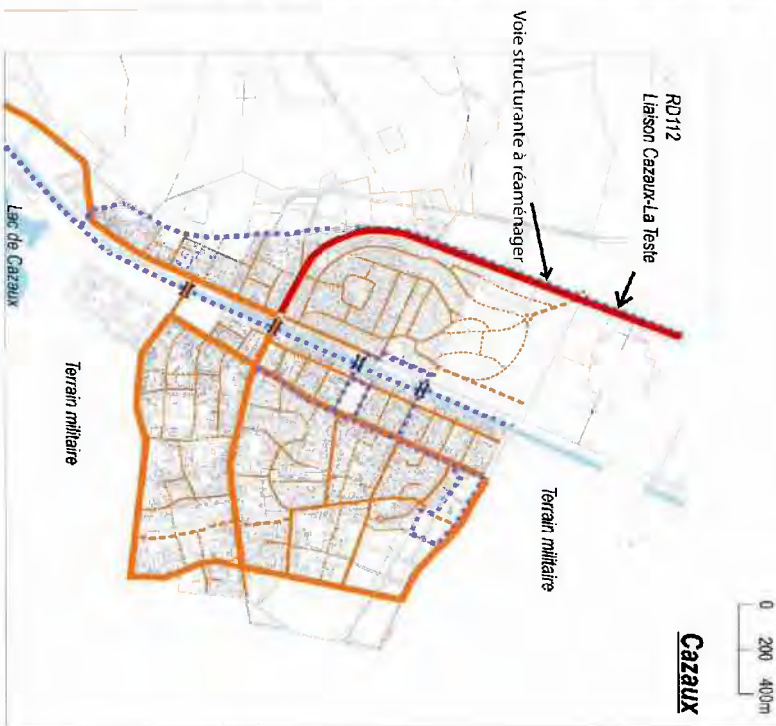 Cazaux
0 200 400m
RD112
Liaison Cazaux-La Teste
Voie structurante à réaménager
Terrain militaire
Terrain militaire
Lac de Cazaux